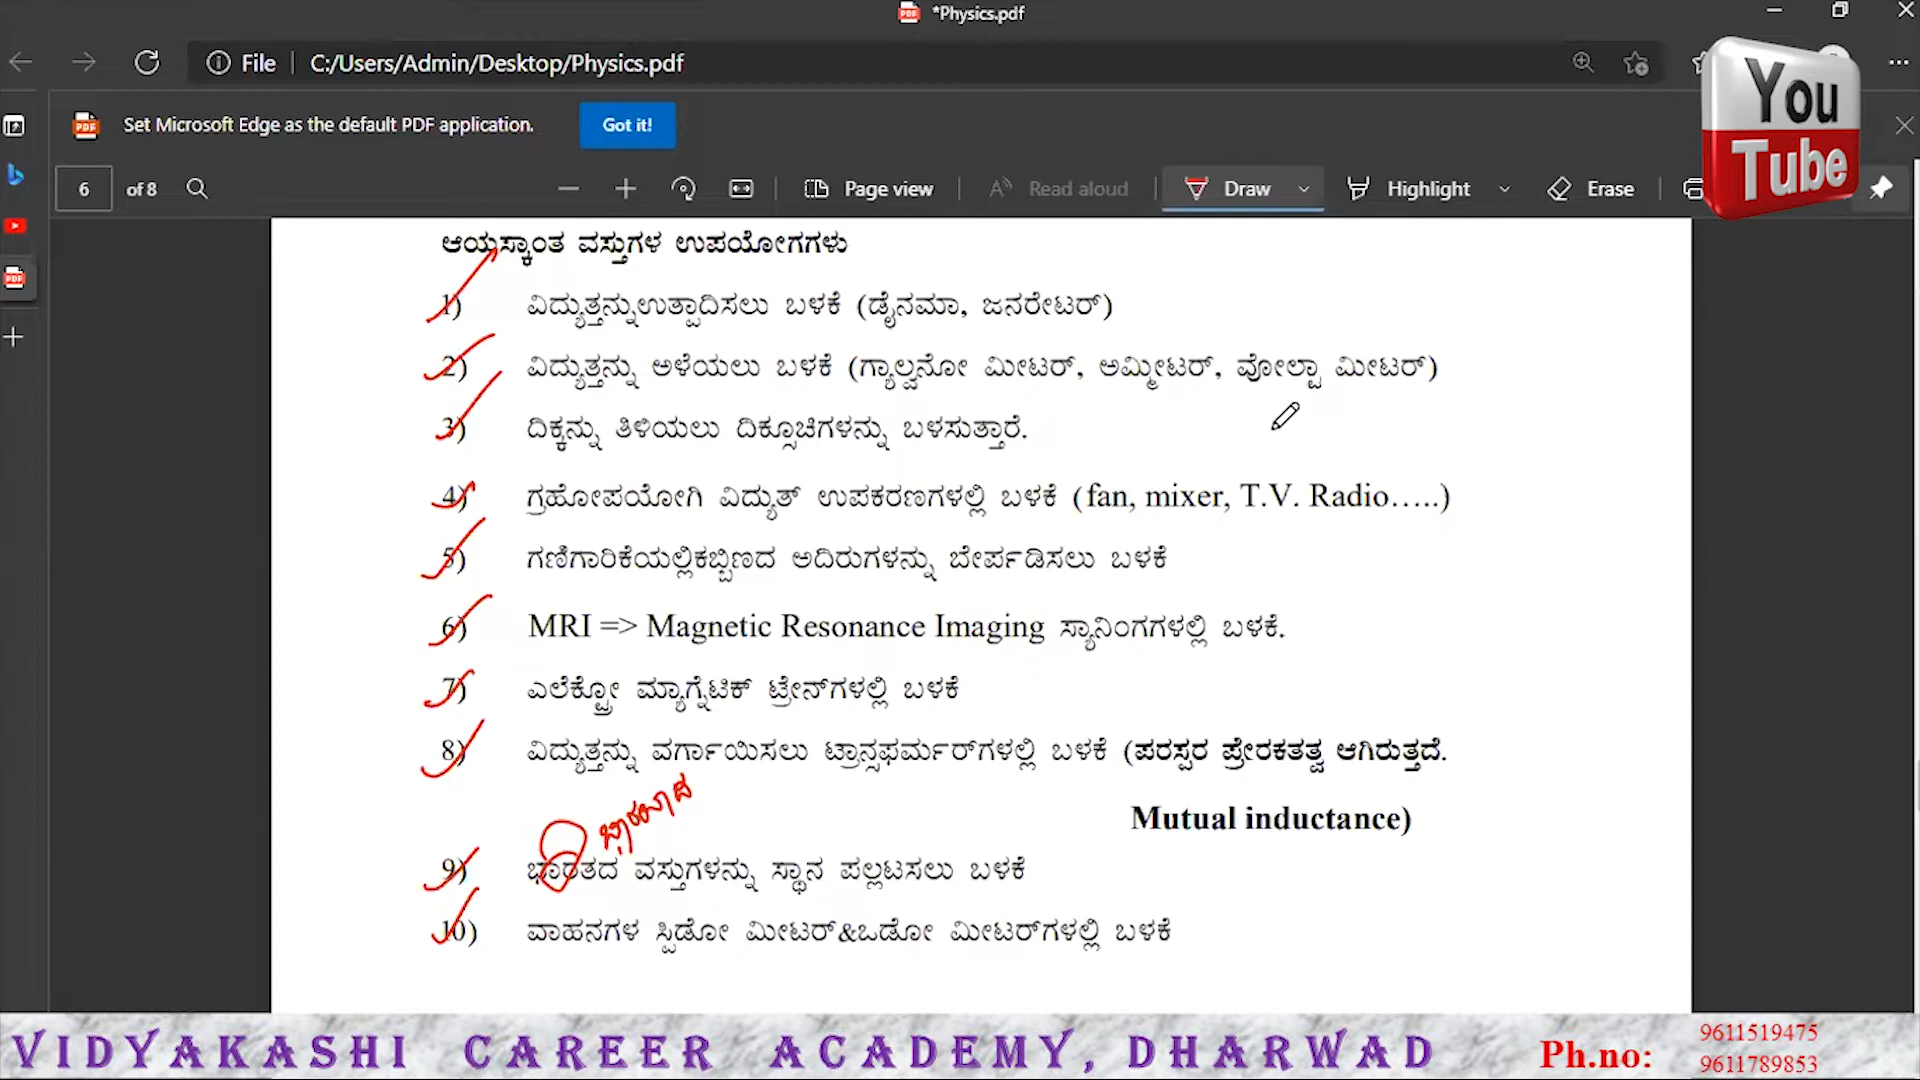 *Physics.pdf
File | C:/Users/Admin/Desktop/Physics.pdf
Set Microsoft Edge as the default PDF application. Got it!
6 of 8 Page view Read aloud Draw Highlight Erase
You
Tube
ಆಯಸ್ಕಾಂತ ವಸ್ತುಗಳ ಉಪಯೋಗಗಳು
1) ವಿದ್ಯುತ್ತನ್ನುಉತ್ಪಾದಿಸಲು ಬಳಕೆ (ಡೈನಮಾ, ಜನರೇಟರ್)
2) ವಿದ್ಯುತ್ತನ್ನು ಅಳೆಯಲು ಬಳಕೆ (ಗ್ಯಾಲ್ವನೋ ಮೀಟರ್, ಅಮ್ಮೀಟರ್, ವೋಲ್ಟಾ ಮೀಟರ್)
3) ದಿಕ್ಕನ್ನು ತಿಳಿಯಲು ದಿಕ್ಸೂಚಿಗಳನ್ನು ಬಳಸುತ್ತಾರೆ.
4) ಗ್ರಹೋಪಯೋಗಿ ವಿದ್ಯುತ್ ಉಪಕರಣಗಳಲ್ಲಿ ಬಳಕೆ (fan, mixer, T.V. Radio…..)
5) ಗಣಿಗಾರಿಕೆಯಲ್ಲಿಕಬ್ಬಿಣದ ಅದಿರುಗಳನ್ನು ಬೇರ್ಪಡಿಸಲು ಬಳಕೆ
6) MRI => Magnetic Resonance Imaging ಸ್ಯಾನಿಂಗಗಳಲ್ಲಿ ಬಳಕೆ.
7) ಎಲೆಕ್ಟ್ರೋ ಮ್ಯಾಗ್ನೆಟಿಕ್ ಟ್ರೇನ್‌ಗಳಲ್ಲಿ ಬಳಕೆ
8) ವಿದ್ಯುತ್ತನ್ನು ವರ್ಗಾಯಿಸಲು ಟ್ರಾನ್ಸಫರ್ಮರ್‌ಗಳಲ್ಲಿ ಬಳಕೆ (ಪರಸ್ಪರ ಪ್ರೇರಕತತ್ವ ಆಗಿರುತ್ತದೆ.
Mutual inductance)
9) ಭಾರತದ ವಸ್ತುಗಳನ್ನು ಸ್ಥಾನ ಪಲ್ಲಟಸಲು ಬಳಕೆ
10) ವಾಹನಗಳ ಸ್ಪಿಡೋ ಮೀಟರ್&ಒಡೋ ಮೀಟರ್‌ಗಳಲ್ಲಿ ಬಳಕೆ
VIDYAKASHI CAREER ACADEMY, DHARWAD Ph.no: 9611519475
9611789853